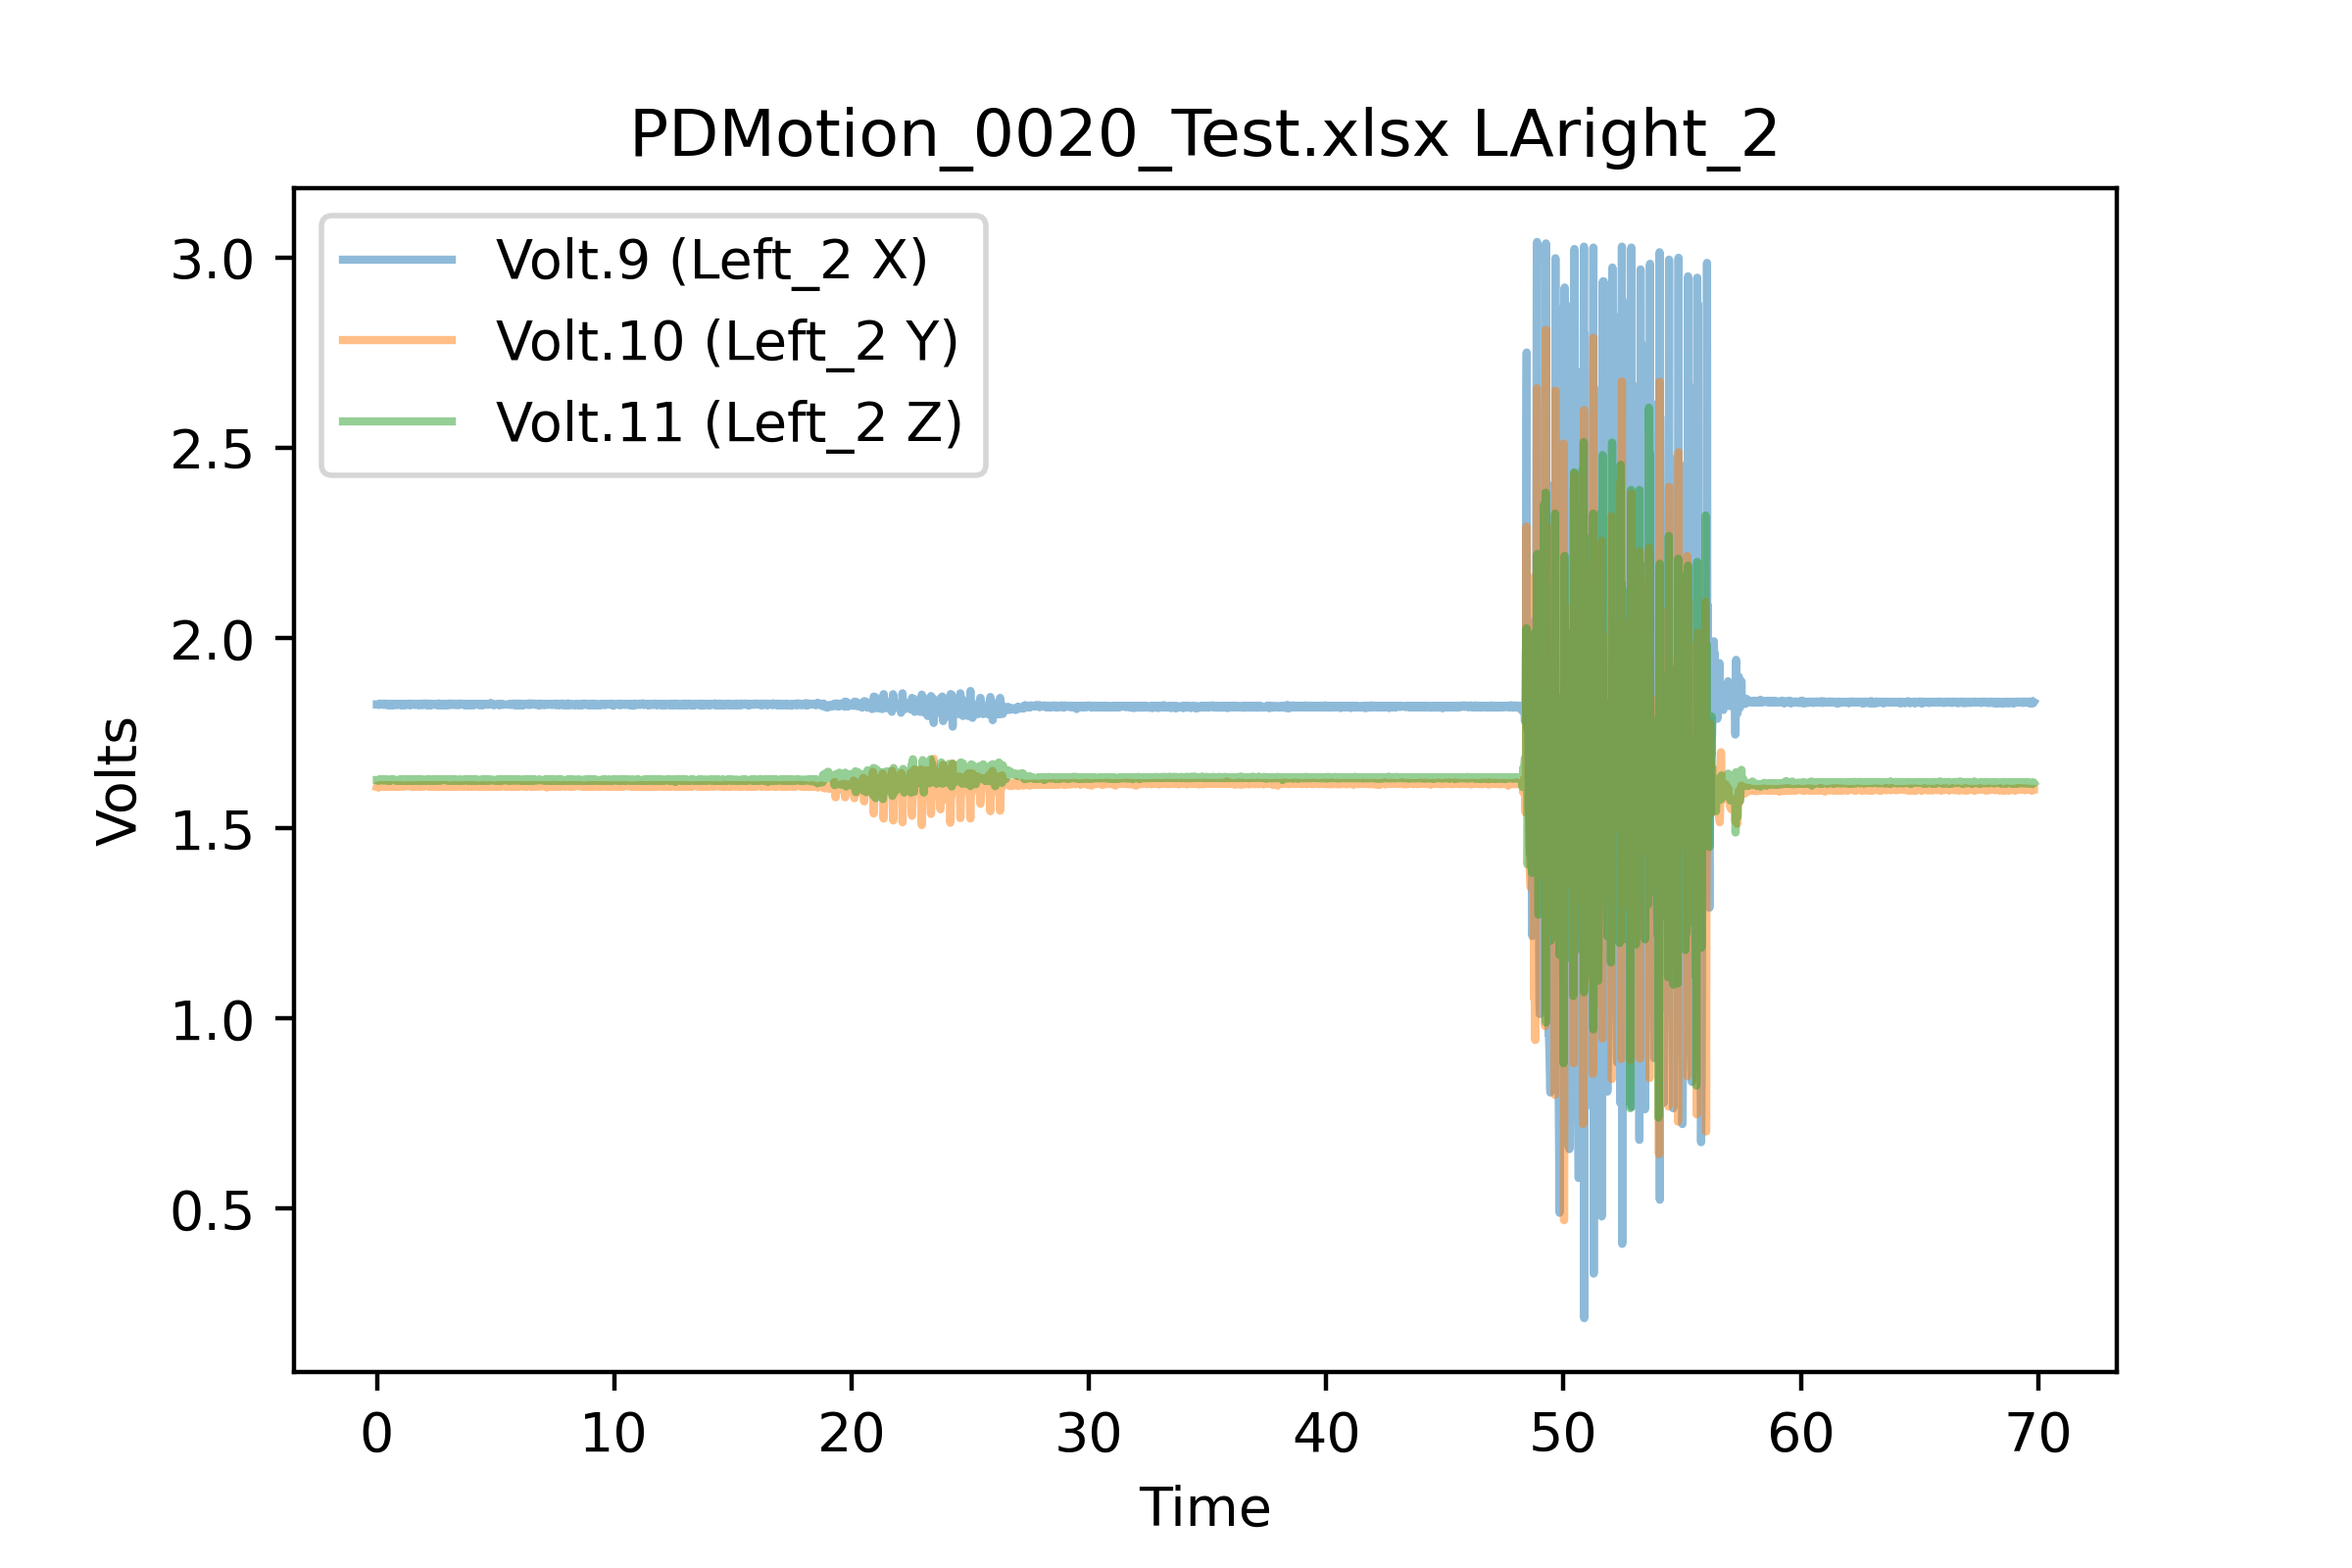 PDMotion_0020_Test.xlsx LAright_2
Volt.9 (Left_2 X)
Volt.10 (Left_2 Y)
Volt.11 (Left_2 Z)
3.0
2.5
2.0
1.5
1.0
0.5
Volts
0 10 20 30 40 50 60 70
Time